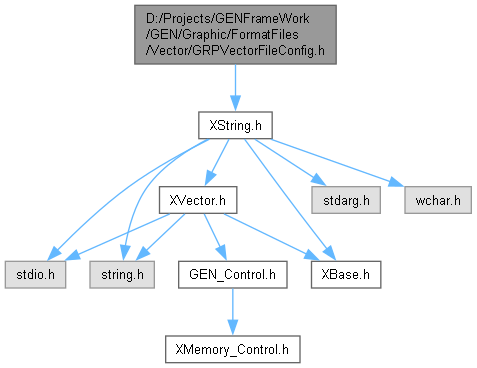 D:/Projects/GENFrameWork
/GEN/Graphic/FormatFiles
/Vector/GRPVectorFileConfig.h
XString.h
XVector.h
stdarg.h
wchar.h
stdio.h
string.h
GEN_Control.h
XBase.h
XMemory_Control.h